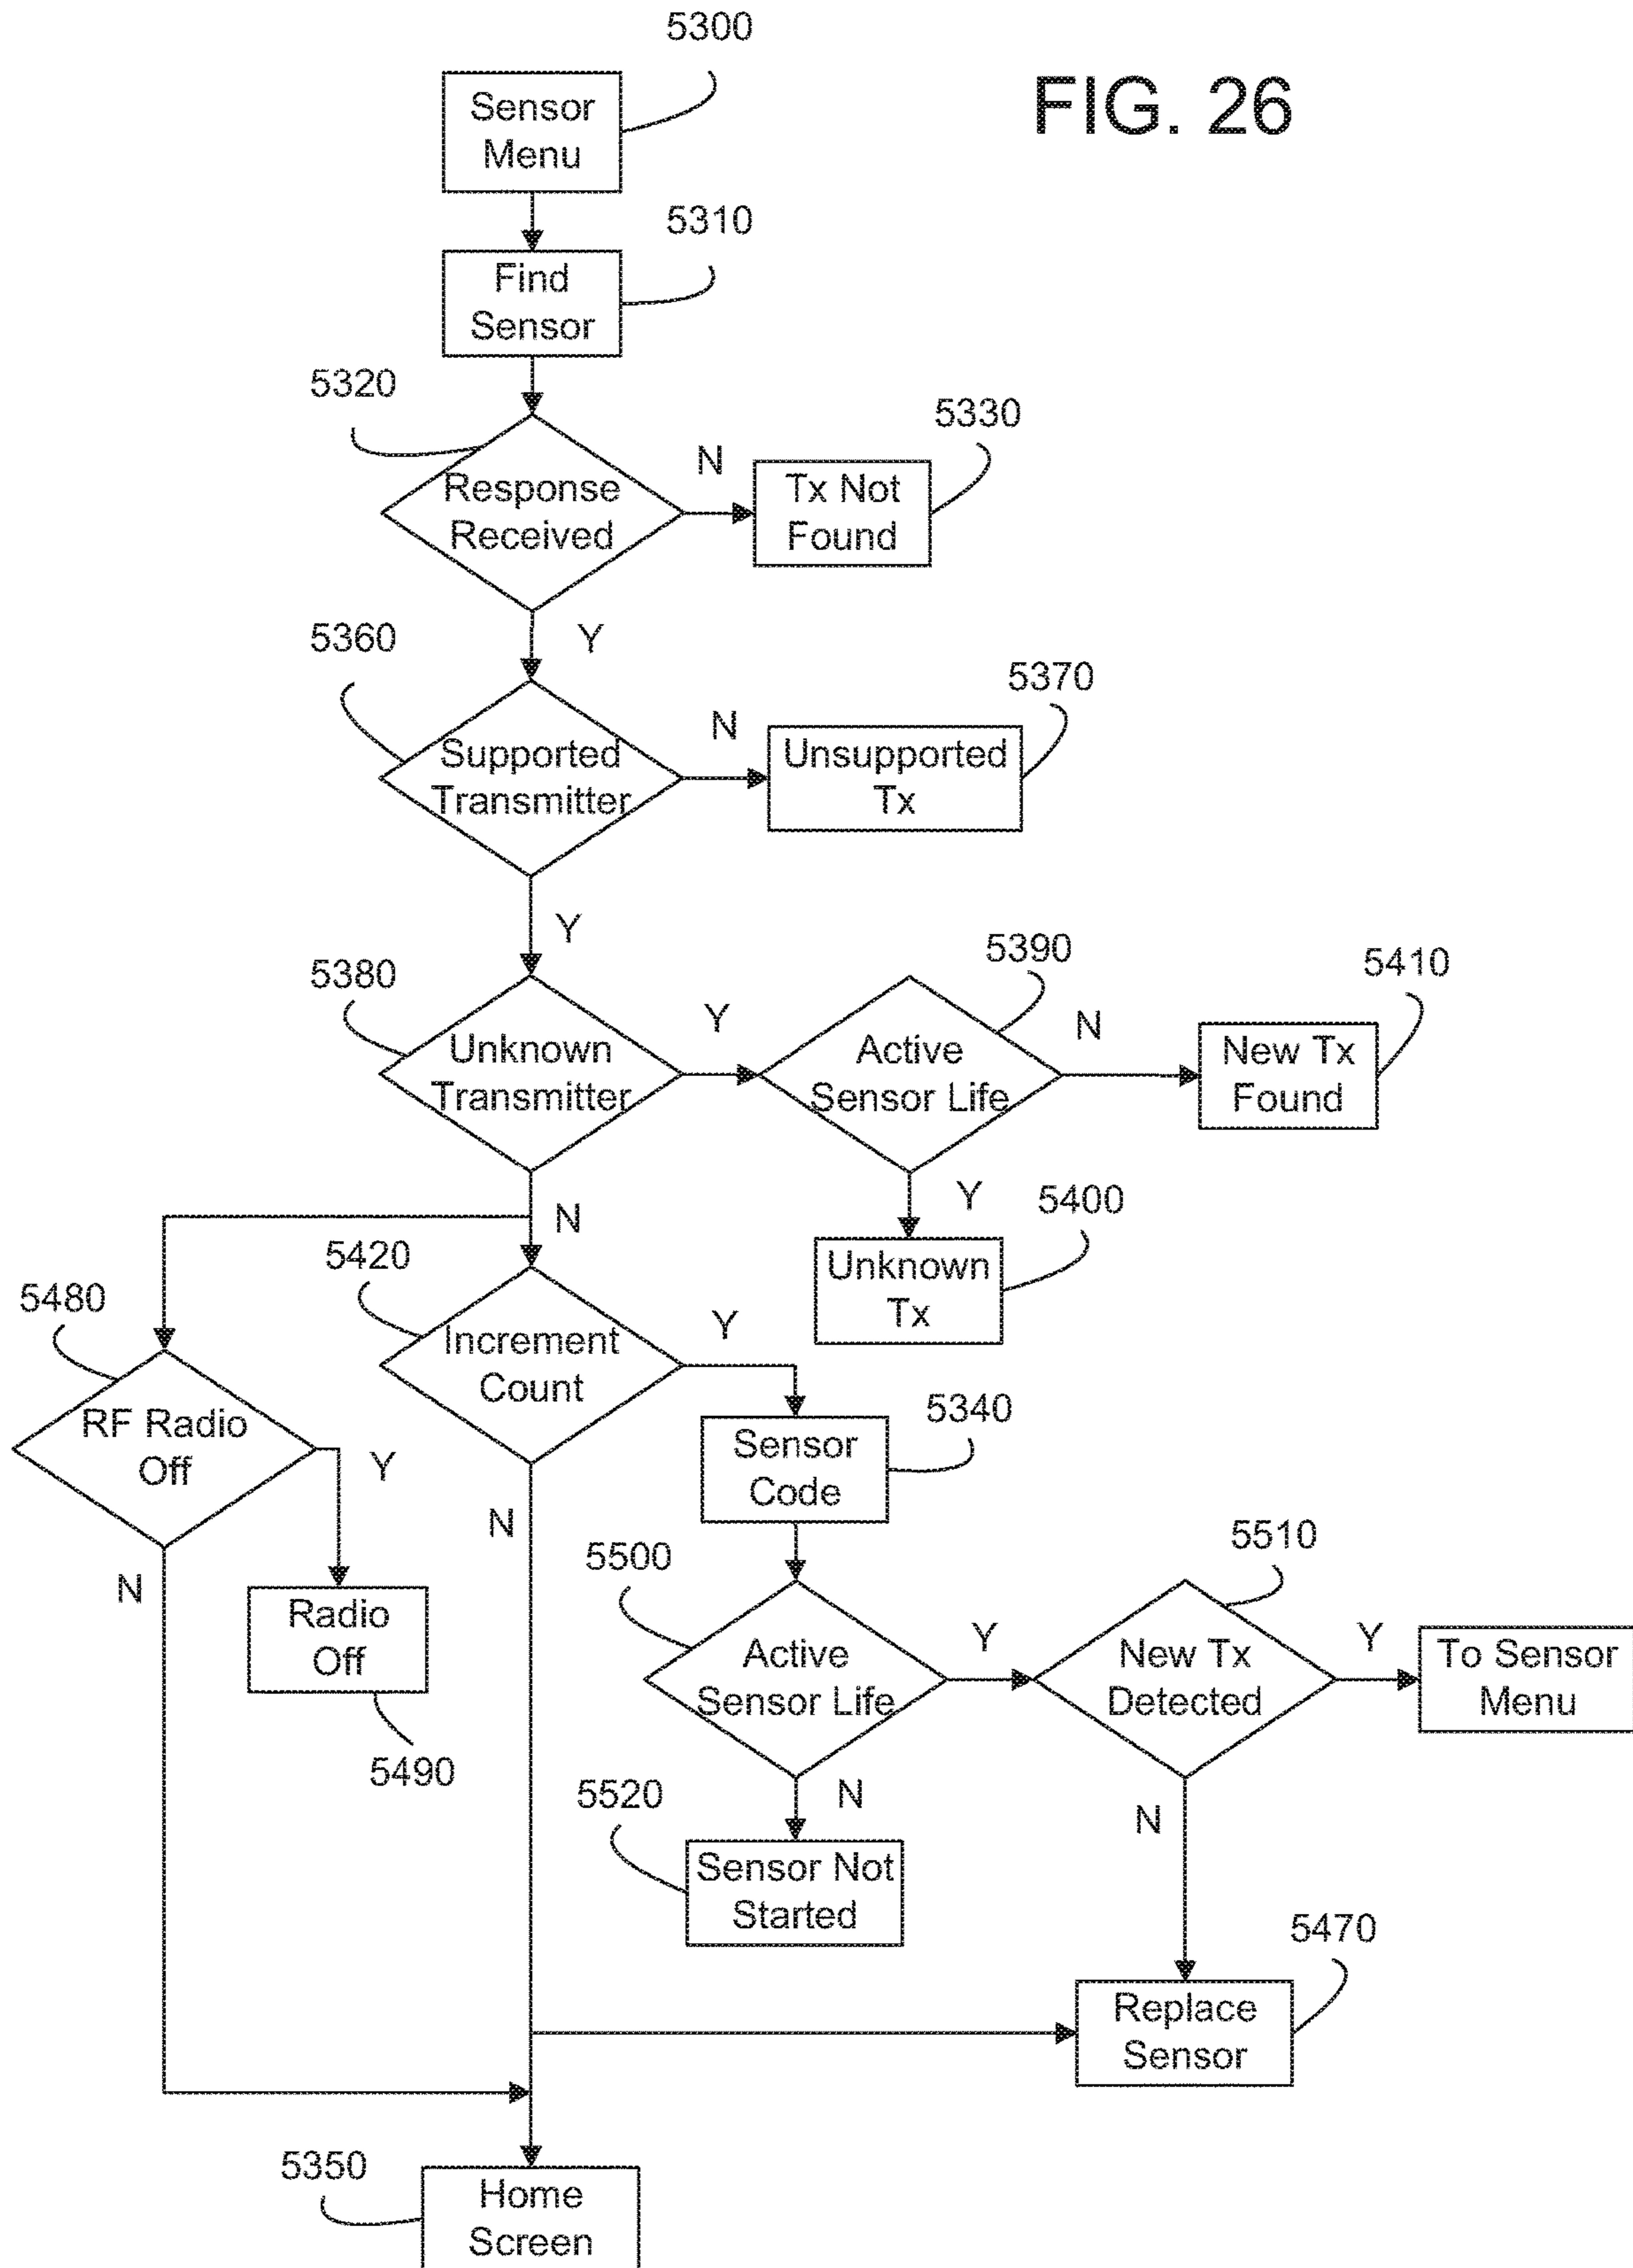 5300
FIG. 26
Sensor
Menu
5310
Find
Sensor
5320
5330
Response
Received
N
Tx Not
Found
Y
5360
5370
Supported
Transmitter
N
Unsupported
Tx
Y
5380
5390
5410
Unknown
Transmitter
Y
Active
Sensor Life
N
New Tx
Found
N
Y
5400
Unknown
Tx
5420
5480
Increment
Count
Y
RF Radio
Off
Y
5340
Sensor
Code
N
N
Radio
Off
5490
5500
5510
Active
Sensor Life
Y
New Tx
Detected
Y
To Sensor
Menu
N
N
5520
Sensor Not
Started
5470
Replace
Sensor
5350
Home
Screen